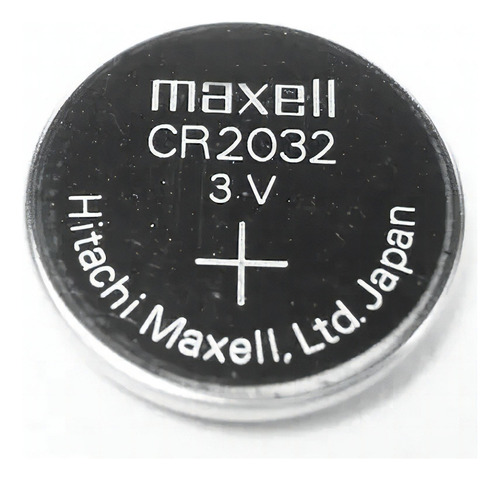 maxell
CR2032
3 V
+
Hitachi Maxell, Ltd. Japan